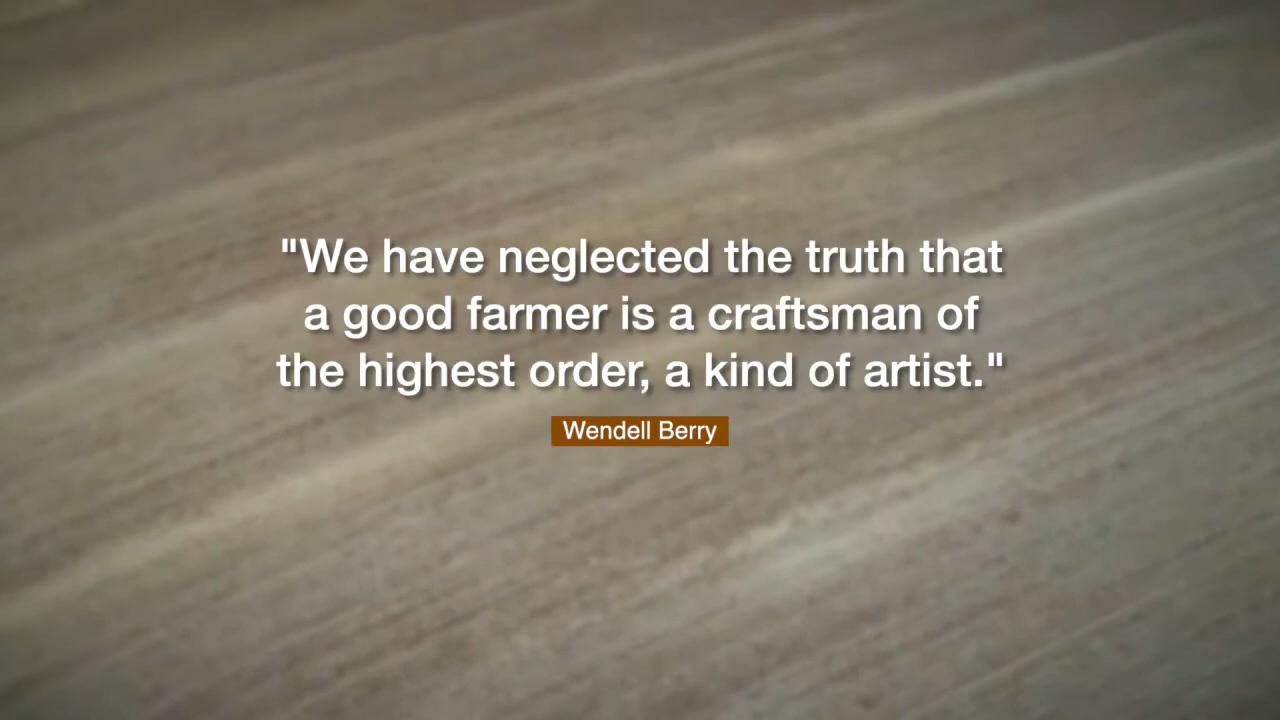 "We have neglected the truth that
a good farmer is a craftsman of
the highest order, a kind of artist."
Wendell Berry